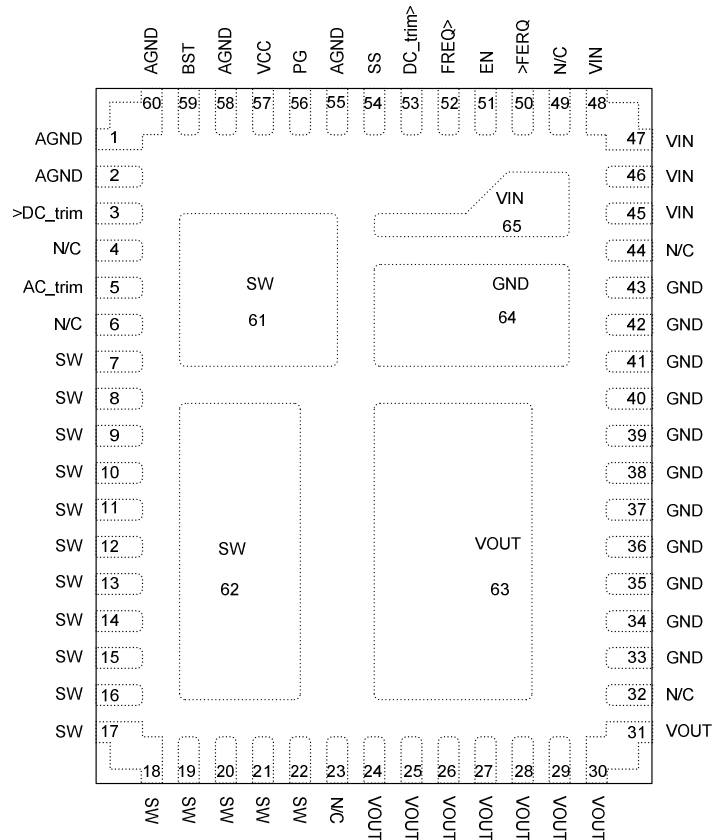 AGND
BST
AGND
VCC
PG
AGND
SS
DC_trim>
FREQ>
EN
>FERQ
N/C
VIN
60
59
58
57
56
55
54
53
52
51
50
49
48
AGND 1
AGND 2
>DC_trim 3
N/C 4
AC_trim 5
N/C 6
SW 7
SW 8
SW 9
SW 10
SW 11
SW 12
SW 13
SW 14
SW 15
SW 16
SW 17
VIN
65
SW
61
GND
64
SW
62
VOUT
63
47 VIN
46 VIN
45 VIN
44 N/C
43 GND
42 GND
41 GND
40 GND
39 GND
38 GND
37 GND
36 GND
35 GND
34 GND
33 GND
32 N/C
31 VOUT
18
19
20
21
22
23
24
25
26
27
28
29
30
SW
SW
SW
SW
SW
N/C
VOUT
VOUT
VOUT
VOUT
VOUT
VOUT
VOUT